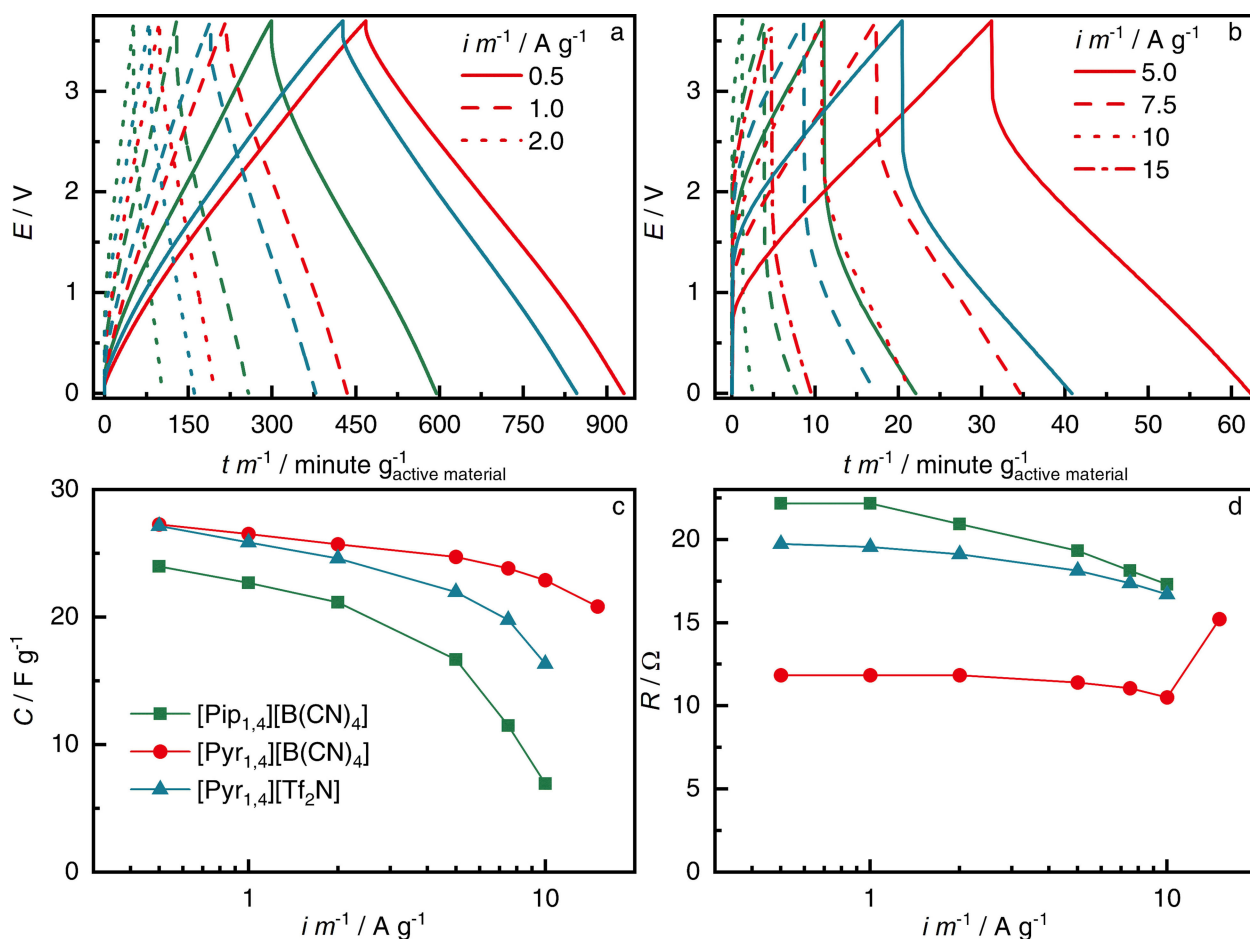 a
i m⁻¹ / A g⁻¹
0.5
1.0
2.0
3
2
1
0
E / V
0 150 300 450 600 750 900
t m⁻¹ / minute g⁻¹active material
b
i m⁻¹ / A g⁻¹
5.0
7.5
10
15
3
2
1
0
E / V
0 10 20 30 40 50 60
t m⁻¹ / minute g⁻¹active material
c
30
20
10
0
C / F g⁻¹
[Pip1,4][B(CN)4]
[Pyr1,4][B(CN)4]
[Pyr1,4][Tf2N]
1 10
i m⁻¹ / A g⁻¹
d
20
15
10
5
0
R / Ω
1 10
i m⁻¹ / A g⁻¹